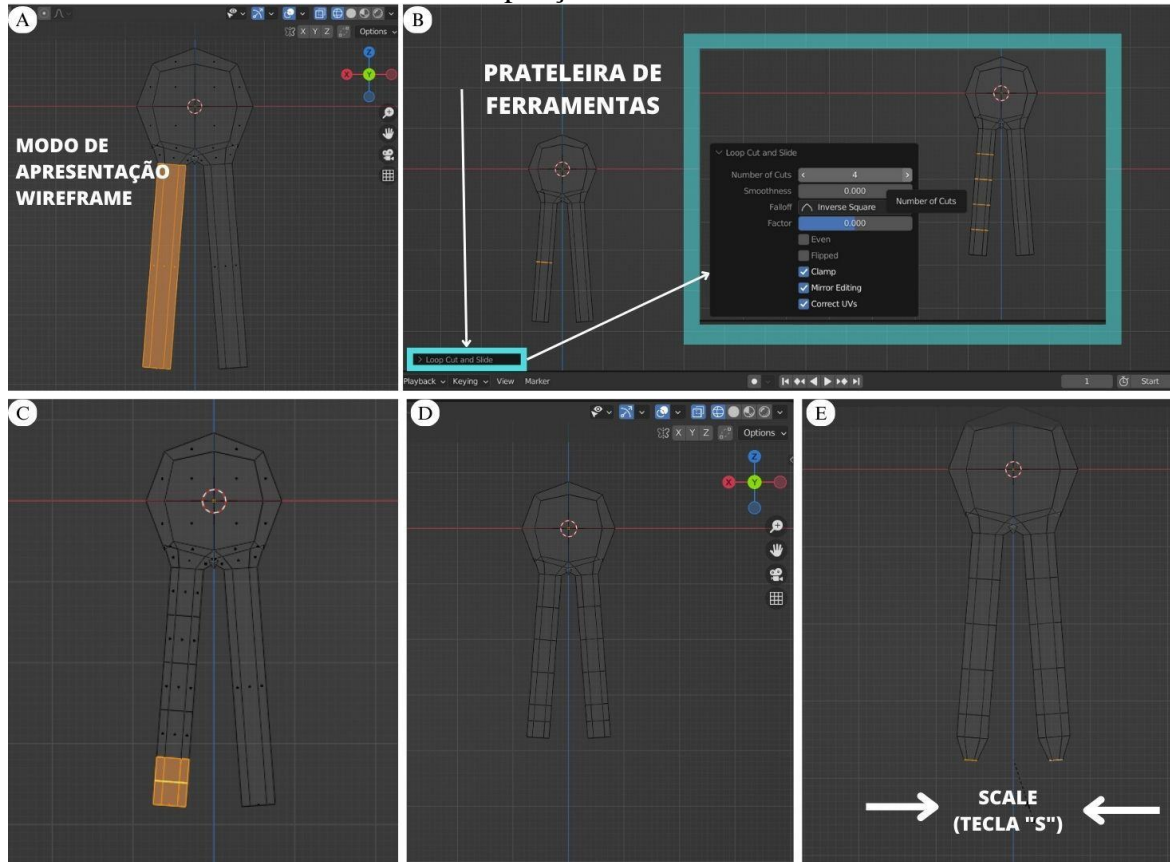 A
X Y Z
Options
Z
X
Y
MODO DE
APRESENTAÇÃO
WIREFRAME
B
PRATELEIRA DE
FERRAMENTAS
Loop Cut and Slide
Number of Cuts
4
Smoothness
0.000
Falloff
Inverse Square
Number of Cuts
Factor
0.000
Even
Flipped
Clamp
Mirror Editing
Correct UVs
Loop Cut and Slide
Playback
Keying
View
Marker
1
Start
C
D
X Y Z
Options
Z
X
Y
E
SCALE
(TECLA "S")